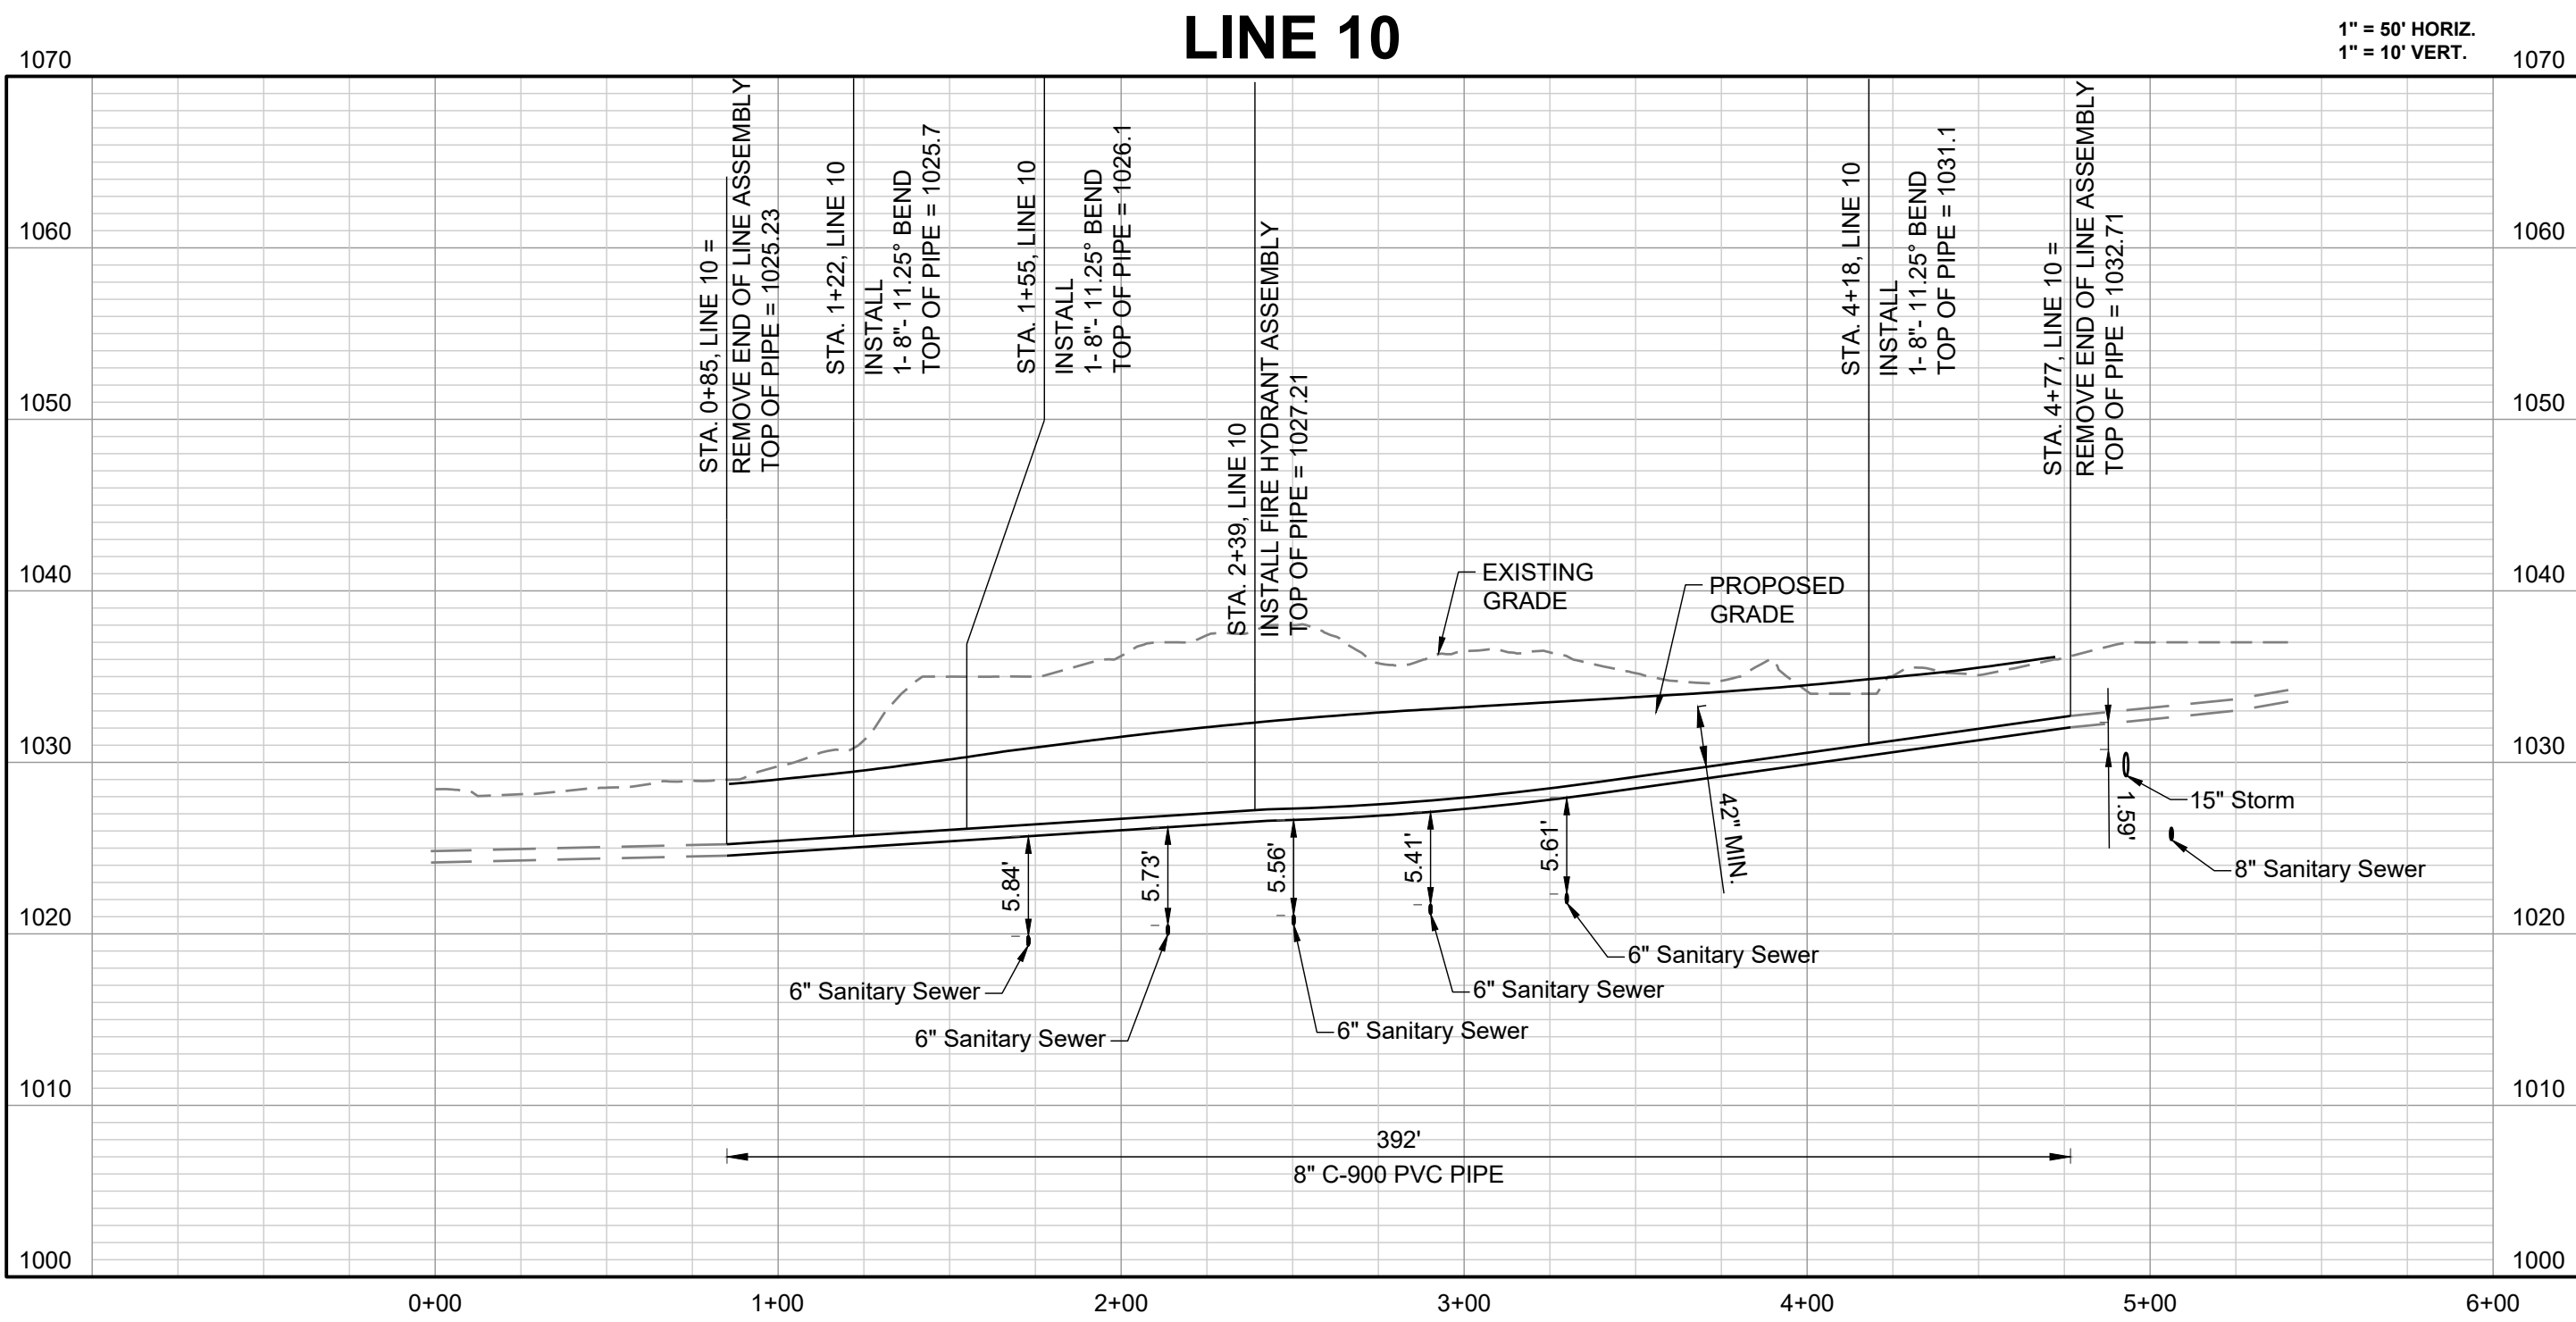 LINE 10
1" = 50' HORIZ.
1" = 10' VERT.
1070
1070
1060
1060
1050
1050
1040
1040
1030
1030
1020
1020
1010
1010
1000
1000
STA. 0+85, LINE 10 =
REMOVE END OF LINE ASSEMBLY
TOP OF PIPE = 1025.23
STA. 1+22, LINE 10
INSTALL
1- 8"- 11.25° BEND
TOP OF PIPE = 1025.7
STA. 1+55, LINE 10
INSTALL
1- 8"- 11.25° BEND
TOP OF PIPE = 1026.1
STA. 2+39, LINE 10
INSTALL FIRE HYDRANT ASSEMBLY
TOP OF PIPE = 1027.21
STA. 4+18, LINE 10
INSTALL
1- 8"- 11.25° BEND
TOP OF PIPE = 1031.1
STA. 4+77, LINE 10 =
REMOVE END OF LINE ASSEMBLY
TOP OF PIPE = 1032.71
EXISTING
GRADE
PROPOSED
GRADE
5.84'
5.73'
5.56'
5.41'
5.61'
42" MIN.
1.59'
15" Storm
8" Sanitary Sewer
6" Sanitary Sewer
6" Sanitary Sewer
6" Sanitary Sewer
6" Sanitary Sewer
6" Sanitary Sewer
392'
8" C-900 PVC PIPE
0+00
1+00
2+00
3+00
4+00
5+00
6+00